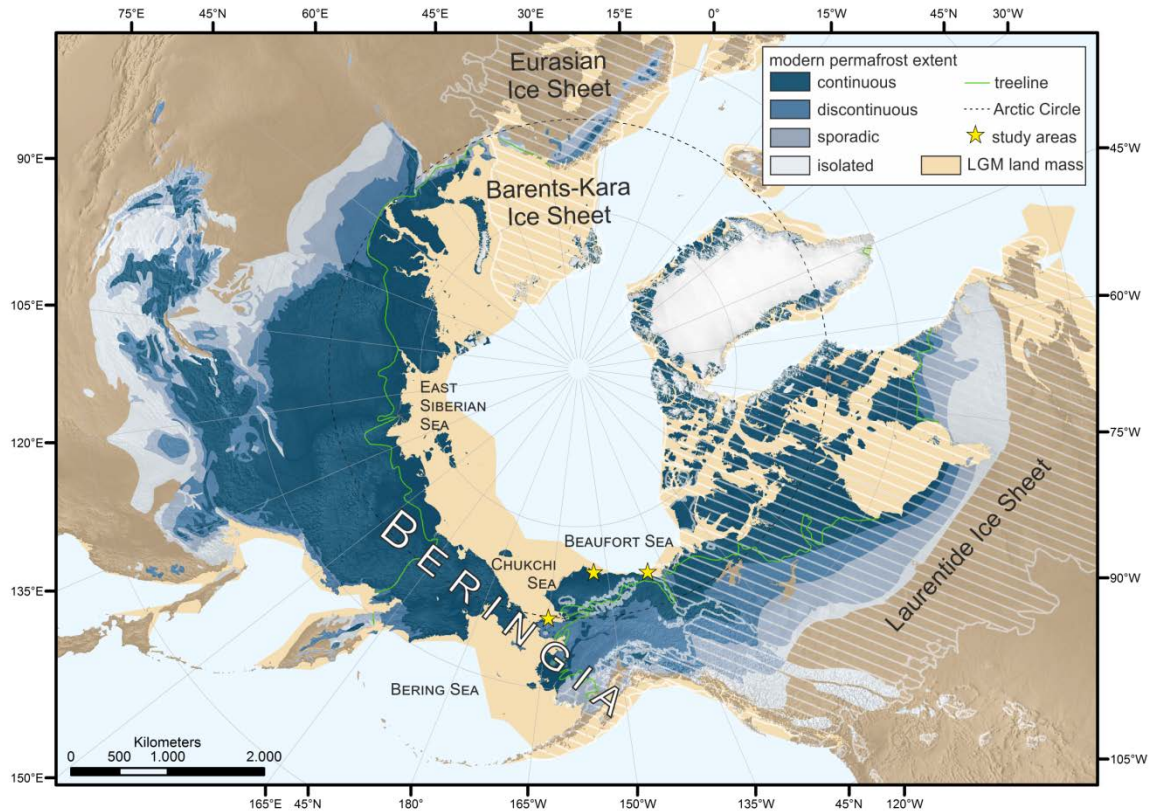 75°E 45°N 45°E 30°E 15°E 0° 15°W 45°N 30°W
Eurasian
Ice Sheet
modern permafrost extent
continuous
discontinuous
sporadic
isolated
treeline
Arctic Circle
study areas
LGM land mass
90°E
45°W
Barents-Kara
Ice Sheet
105°E
60°W
EAST
SIBERIAN
SEA
120°E
75°W
BEAUFORT SEA
CHUKCHI
SEA
BERINGIA
Laurentide Ice Sheet
135°E
90°W
BERING SEA
Kilometers
0 500 1.000 2.000
150°E
105°W
165°E 45°N 180° 165°W 150°W 135°W 45°N 120°W